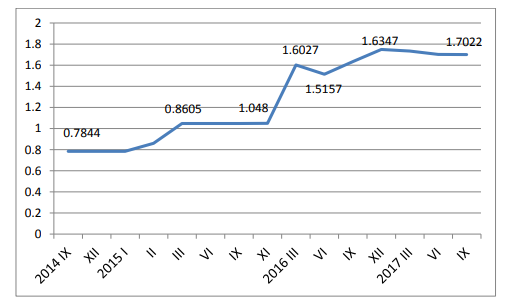 2
1.8
1.6
1.4
1.2
1
0.8
0.6
0.4
0.2
0
0.7844
0.8605
1.048
1.6027
1.5157
1.6347
1.7022
2014 IX
XII
2015 I
II
III
VI
IX
XI
2016 III
VI
IX
XII
2017 III
VI
IX